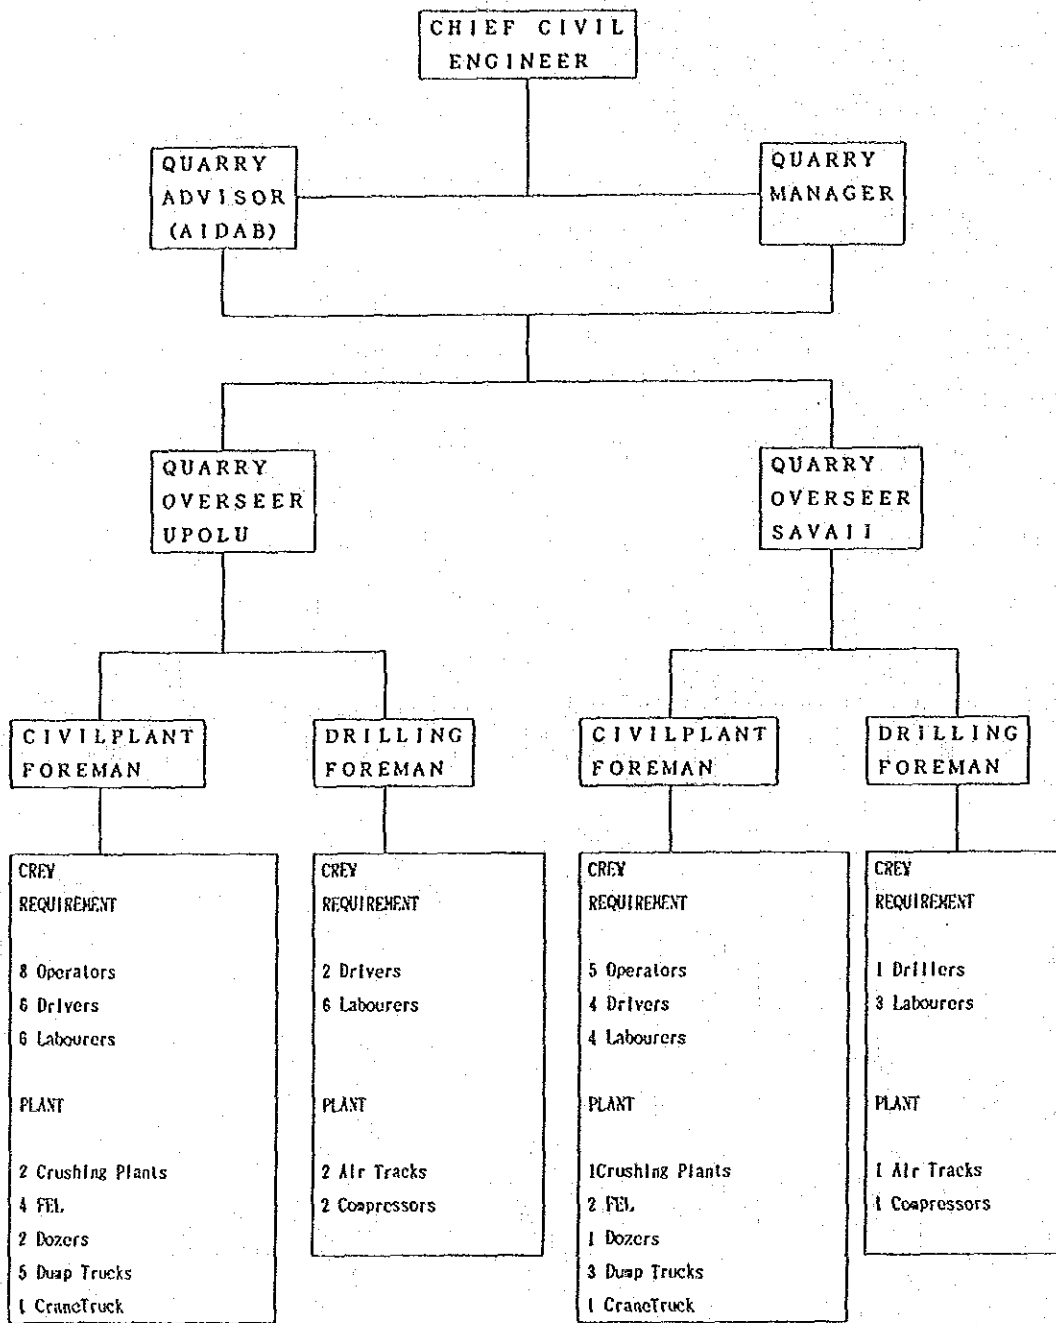 CHIEF CIVIL
ENGINEER
QUARRY
ADVISOR
(AIDAB)
QUARRY
MANAGER
QUARRY
OVERSEER
UPOLU
QUARRY
OVERSEER
SAVAII
CIVILPLANT
FOREMAN
DRILLING
FOREMAN
CIVILPLANT
FOREMAN
DRILLING
FOREMAN
CREW
REQUIREMENT
8 Operators
6 Drivers
6 Labourers
PLANT
2 Crushing Plants
4 FEL
2 Dozers
5 Dump Trucks
1 CraneTruck
CREW
REQUIREMENT
2 Drivers
6 Labourers
PLANT
2 Air Tracks
2 Compressors
CREW
REQUIREMENT
5 Operators
4 Drivers
4 Labourers
PLANT
1Crushing Plants
2 FEL
1 Dozers
3 Dump Trucks
1 CraneTruck
CREW
REQUIREMENT
1 Drillers
3 Labourers
PLANT
1 Air Tracks
1 Compressors